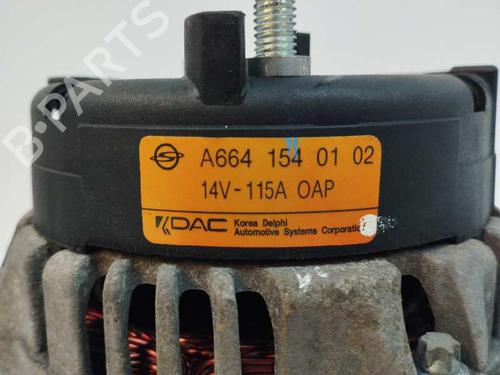 A664 154 01 02
14V-115A OAP
DAC Korea Delphi
Automotive Systems Corporation
B-PARTS